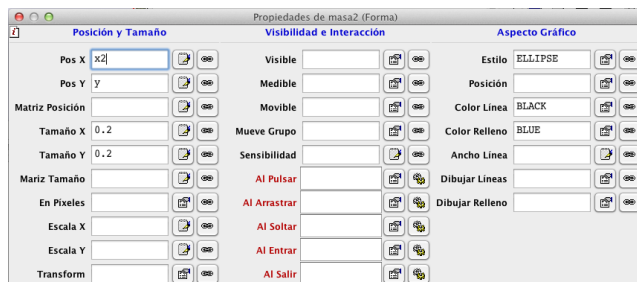 Propiedades de masa2 (Forma)
i Posición y Tamaño Visibilidad e Interacción Aspecto Gráfico
Pos X x2 Visible Estilo ELLIPSE
Pos Y y Medible Posición
Matriz Posición Movible Color Línea BLACK
Tamaño X 0.2 Mueve Grupo Color Relleno BLUE
Tamaño Y 0.2 Sensibilidad Ancho Línea
Mariz Tamaño Al Pulsar Dibujar Líneas
En Píxeles Al Arrastrar Dibujar Relleno
Escala X Al Soltar
Escala Y Al Entrar
Transform Al Salir